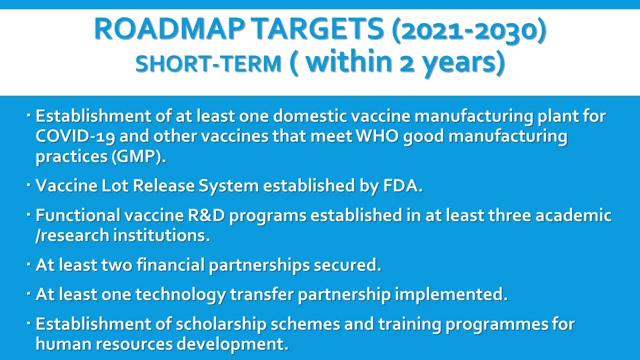 ROADMAP TARGETS (2021-2030)
SHORT-TERM ( within 2 years)
· Establishment of at least one domestic vaccine manufacturing plant for
COVID-19 and other vaccines that meet WHO good manufacturing
practices (GMP).
· Vaccine Lot Release System established by FDA.
· Functional vaccine R&D programs established in at least three academic
/research institutions.
· At least two financial partnerships secured.
· At least one technology transfer partnership implemented.
· Establishment of scholarship schemes and training programmes for
human resources development.